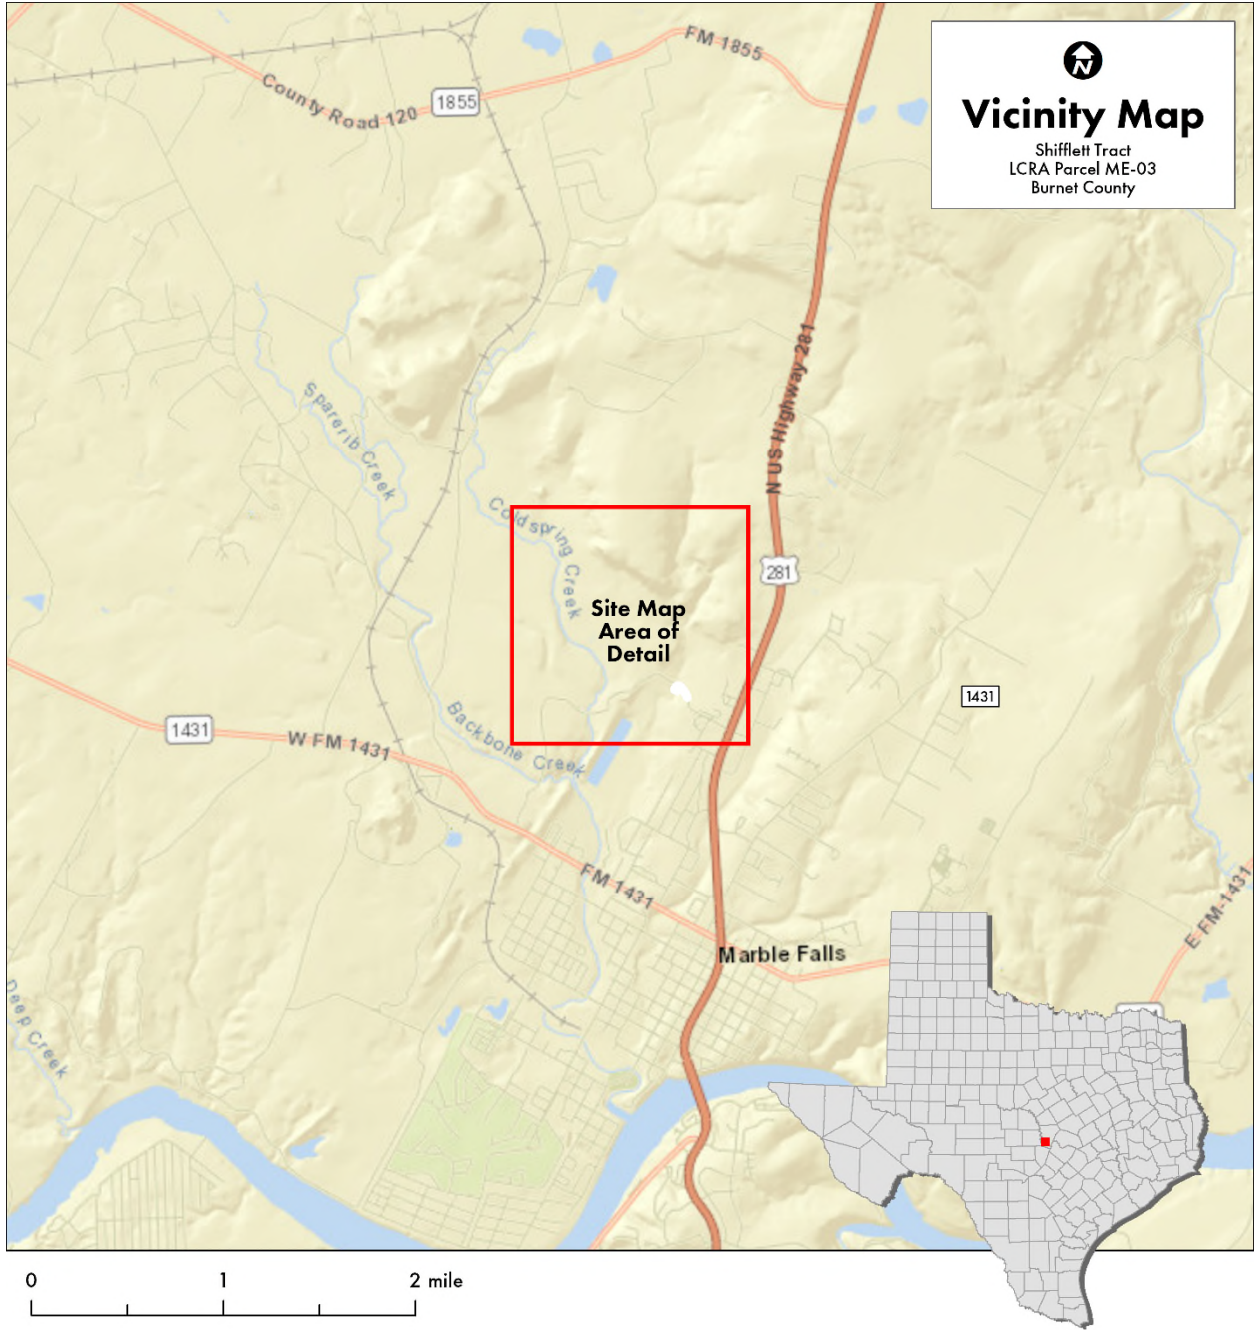 N
Vicinity Map
Shifflett Tract
LCRA Parcel ME-03
Burnet County
FM 1855
County Road 120
1855
N US Highway 281
Sparerib Creek
Coldspring Creek
281
Site Map
Area of
Detail
1431
1431
W FM 1431
Backbone Creek
FM 1431
E FM-1431
Marble Falls
Deep Creek
0 1 2 mile